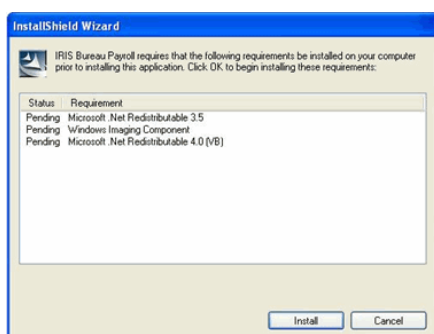 InstallShield Wizard
IRIS Bureau Payroll requires that the following requirements be installed on your computer
prior to installing this application. Click OK to begin installing these requirements:
Status Requirement
Pending Microsoft .Net Redistributable 3.5
Pending Windows Imaging Component
Pending Microsoft .Net Redistributable 4.0 (VB)
Install Cancel